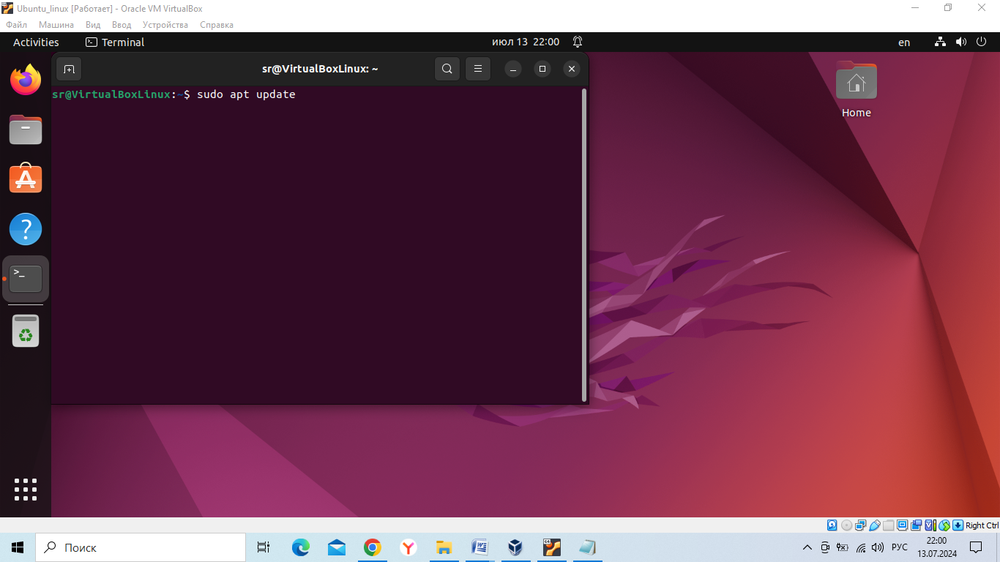 Ubuntu_linux [Работает] - Oracle VM VirtualBox
Файл Машина Вид Ввод Устройства Справка
Activities Terminal июл 13 22:00 en
sr@VirtualBoxLinux: ~
sr@VirtualBoxLinux:~$ sudo apt update
Home
Right Ctrl
Поиск
РУС
22:00
13.07.2024